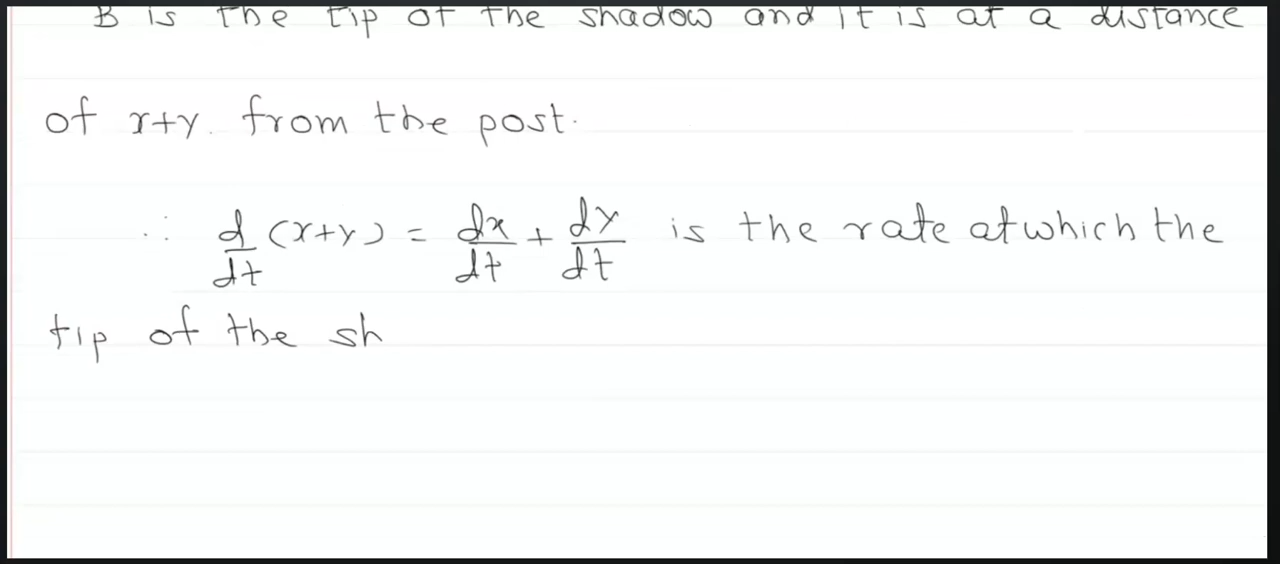 B is the tip of the shadow and it is at a distance
of x+y. from the post.
∴ d/dt (x+y) = dx/dt + dy/dt is the rate at which the
tip of the sh